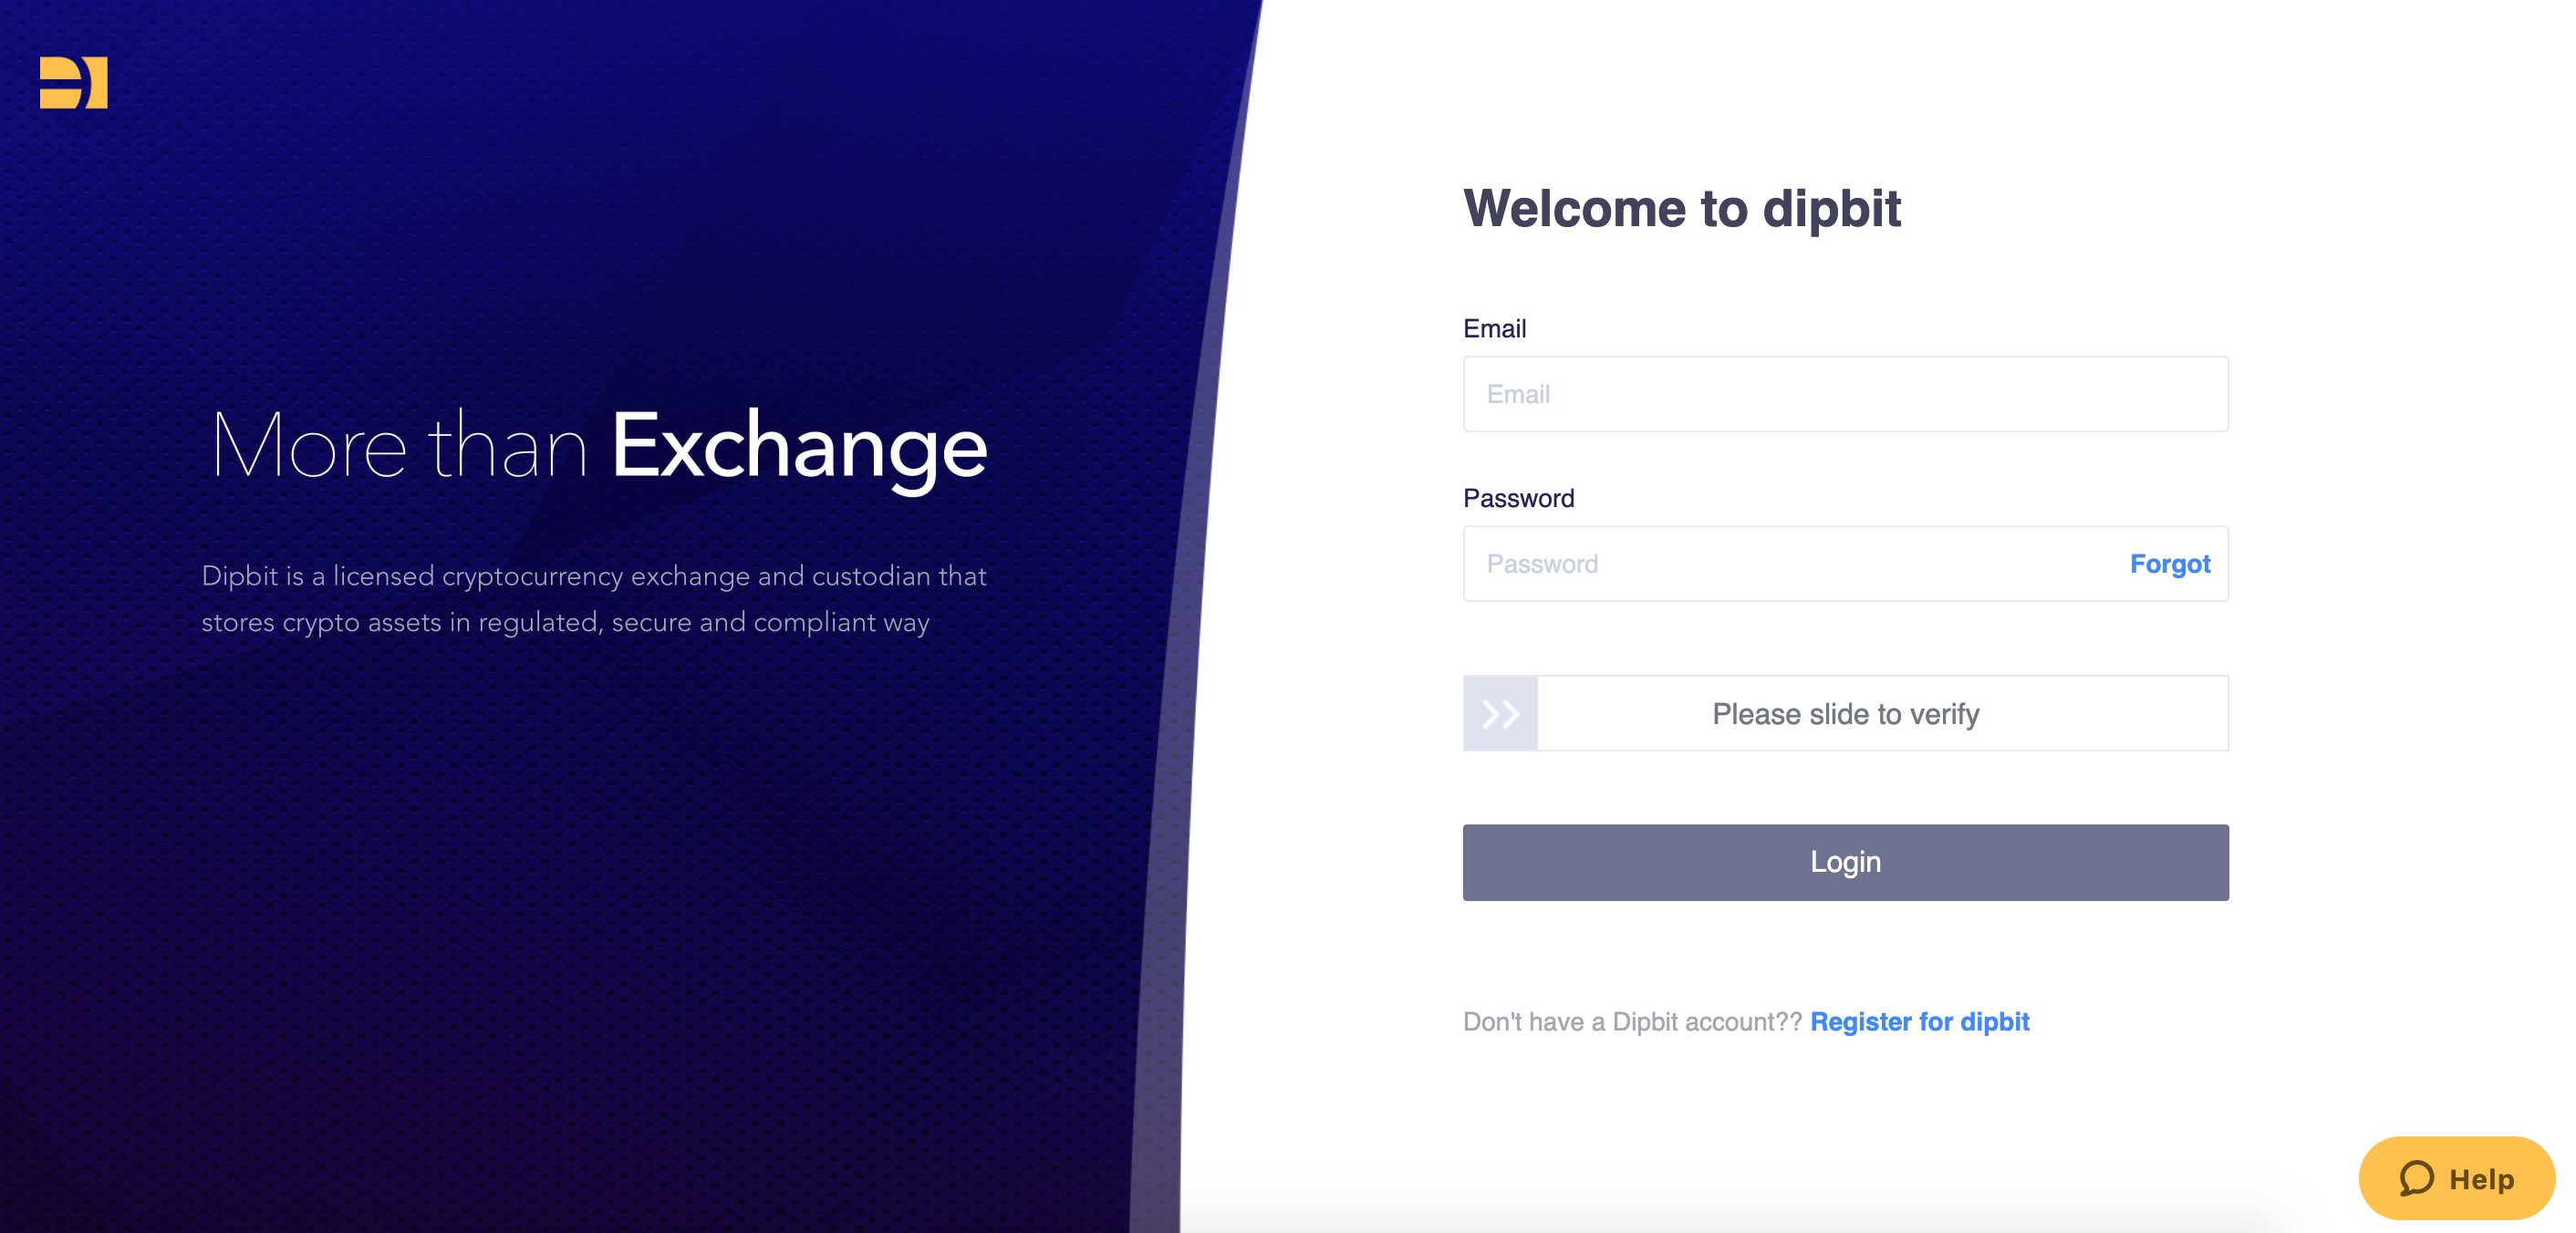 More than Exchange
Dipbit is a licensed cryptocurrency exchange and custodian that
stores crypto assets in regulated, secure and compliant way
Welcome to dipbit
Email
Email
Password
Password Forgot
Please slide to verify
Login
Don't have a Dipbit account?? Register for dipbit
Help